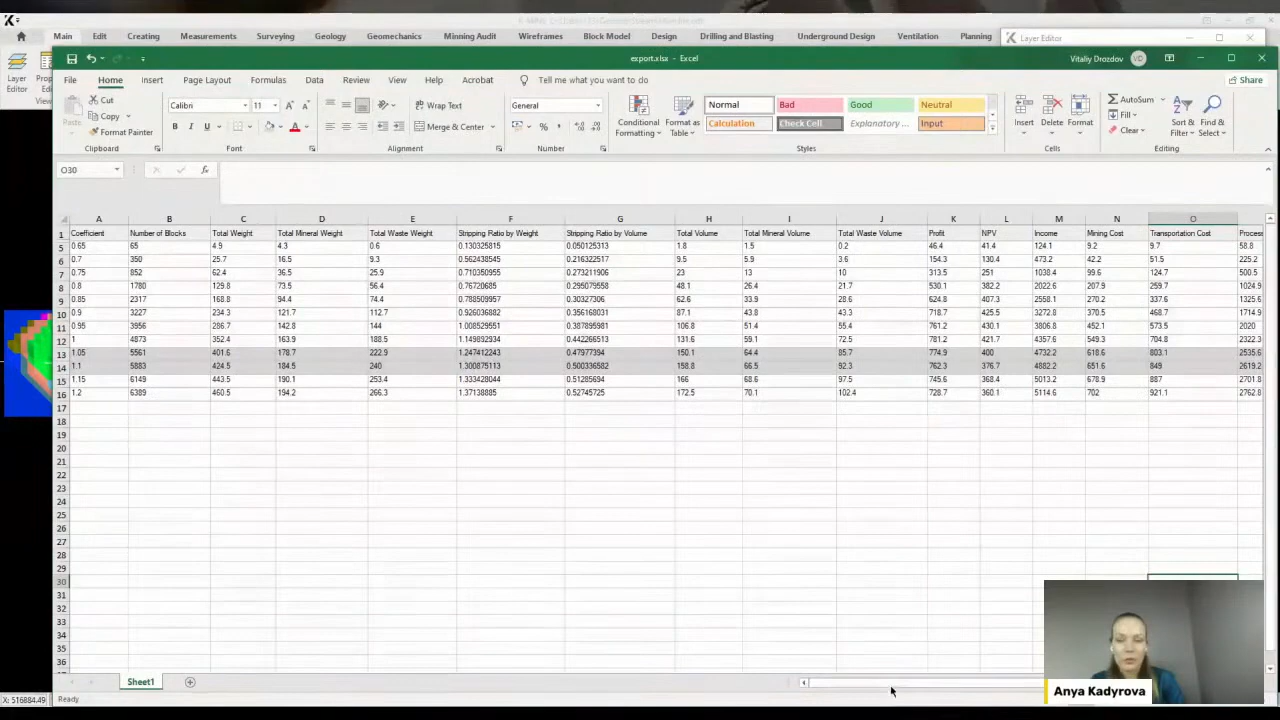 Main Edit Creating Measurements Surveying Geology Geomechanics Minning Audit Wireframes Block Model Design Drilling and Blasting Underground Design Ventilation Planning Layer Editor
export.xlsx - Excel Vitaliy Drozdov VD
File Home Insert Page Layout Formulas Data Review View Help Acrobat Tell me what you want to do Share
Layer Editor
Paste Cut Copy Format Painter Clipboard
Calibri 11 B I U A Font
Wrap Text Merge & Center Alignment
General % Number
Conditional Formatting Format as Table
Normal Bad Good Neutral
Calculation Check Cell Explanatory ... Input
Styles
Insert Delete Format Cells
AutoSum Fill Clear Sort & Filter Find & Select Editing
O30 fx
A B C D E F G H I J K L M N O
1 Coefficient Number of Blocks Total Weight Total Mineral Weight Total Waste Weight Stripping Ratio by Weight Stripping Ratio by Volume Total Volume Total Mineral Volume Total Waste Volume Profit NPV Income Mining Cost Transportation Cost Process
5 0.65 65 4.9 4.3 0.6 0.130325815 0.050125313 1.8 1.5 0.2 46.4 41.4 124.1 9.2 9.7 58.8
6 0.7 350 25.7 16.5 9.3 0.562438545 0.216322517 9.5 5.9 3.6 154.3 130.4 473.2 42.2 51.5 225.2
7 0.75 852 62.4 36.5 25.9 0.710350955 0.273211906 23 13 10 313.5 251 1038.4 99.6 124.7 500.5
8 0.8 1780 129.8 73.5 56.4 0.76720685 0.295079558 48.1 26.4 21.7 530.1 382.2 2022.6 207.9 259.7 1024.9
9 0.85 2317 168.8 94.4 74.4 0.788509957 0.30327306 62.6 33.9 28.6 624.8 407.3 2558.1 270.2 337.6 1325.6
10 0.9 3227 234.3 121.7 112.7 0.926036882 0.356168031 87.1 43.8 43.3 718.7 425.5 3272.8 370.5 468.7 1714.9
11 0.95 3956 286.7 142.8 144 1.008529551 0.387895981 106.8 51.4 55.4 761.2 430.1 3806.8 452.1 573.5 2020
12 1 4873 352.4 163.9 188.5 1.149892934 0.442266513 131.6 59.1 72.5 781.2 421.7 4357.6 549.3 704.8 2322.3
13 1.05 5561 401.6 178.7 222.9 1.247412243 0.47977394 150.1 64.4 85.7 774.9 400 4732.2 618.6 803.1 2535.6
14 1.1 5883 424.5 184.5 240 1.300875113 0.500336582 158.8 66.5 92.3 762.3 376.7 4882.2 651.6 849 2619.2
15 1.15 6149 443.5 190.1 253.4 1.333428044 0.51285694 166 68.6 97.5 745.6 368.4 5013.2 678.9 887 2701.8
16 1.2 6389 460.5 194.2 266.3 1.37138885 0.52745725 172.5 70.1 102.4 728.7 360.1 5114.6 702 921.1 2762.8
17
18
19
20
21
22
23
24
25
26
27
28
29
30
31
32
33
34
35
36
Sheet1
X: 516884.49 Ready
Anya Kadyrova